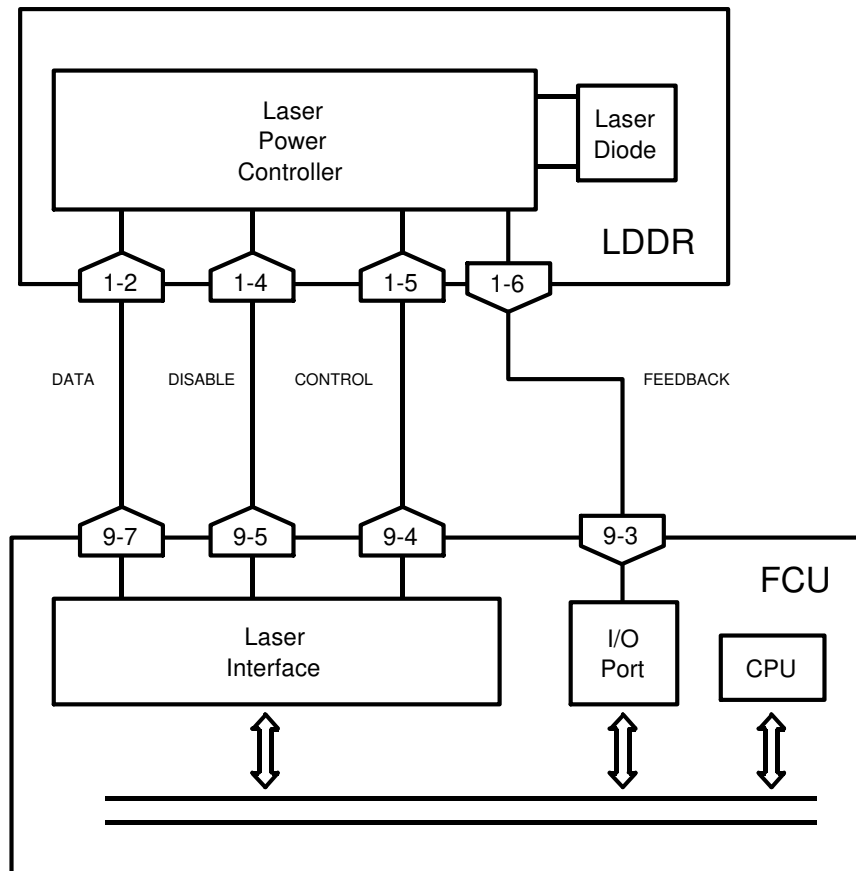 Laser
Power
Controller
Laser
Diode
LDDR
1-2
1-4
1-5
1-6
DATA
DISABLE
CONTROL
FEEDBACK
9-7
9-5
9-4
9-3
FCU
Laser
Interface
I/O
Port
CPU